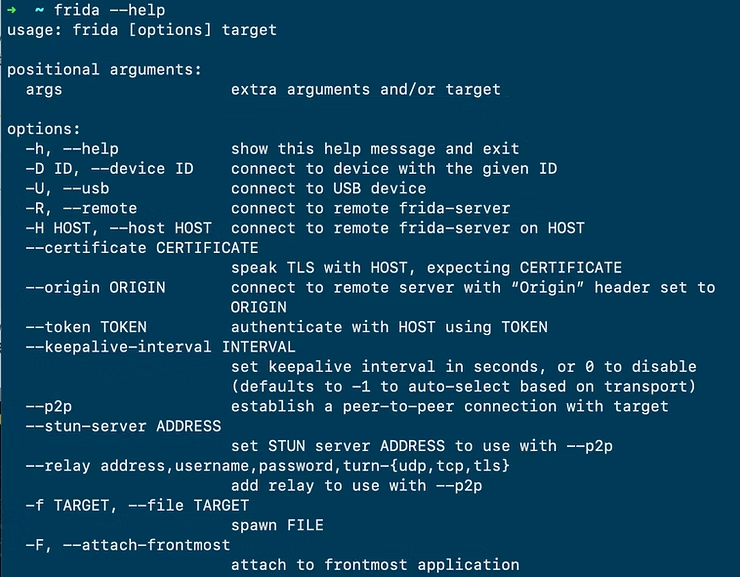 → ~ frida --help
usage: frida [options] target
positional arguments:
args extra arguments and/or target
options:
-h, --help show this help message and exit
-D ID, --device ID connect to device with the given ID
-U, --usb connect to USB device
-R, --remote connect to remote frida-server
-H HOST, --host HOST connect to remote frida-server on HOST
--certificate CERTIFICATE
speak TLS with HOST, expecting CERTIFICATE
--origin ORIGIN connect to remote server with “Origin” header set to
ORIGIN
--token TOKEN authenticate with HOST using TOKEN
--keepalive-interval INTERVAL
set keepalive interval in seconds, or 0 to disable
(defaults to -1 to auto-select based on transport)
--p2p establish a peer-to-peer connection with target
--stun-server ADDRESS
set STUN server ADDRESS to use with --p2p
--relay address,username,password,turn-{udp,tcp,tls}
add relay to use with --p2p
-f TARGET, --file TARGET
spawn FILE
-F, --attach-frontmost
attach to frontmost application